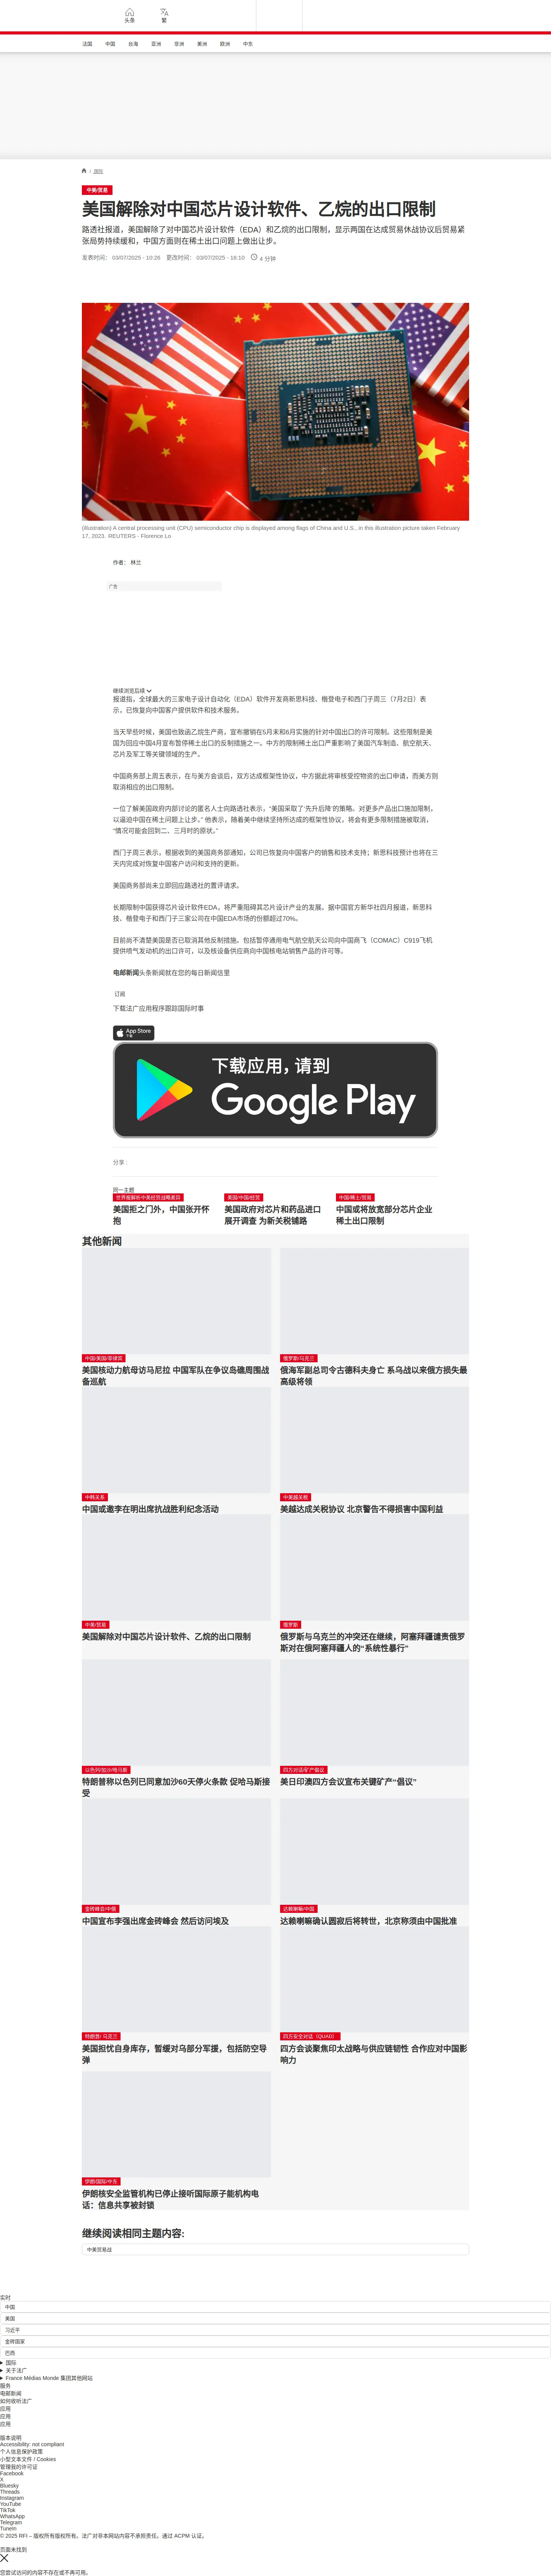 头条
繁
法国
中国
台海
亚洲
非洲
美洲
欧洲
中东
/ 国际
中美/贸易
美国解除对中国芯片设计软件、乙烷的出口限制
路透社报道，美国解除了对中国芯片设计软件（EDA）和乙烷的出口限制，显示两国在达成贸易休战协议后贸易紧
张局势持续缓和，中国方面则在稀土出口问题上做出让步。
发表时间： 03/07/2025 - 10:26 更改时间： 03/07/2025 - 16:10 4 分钟
(illustration) A central processing unit (CPU) semiconductor chip is displayed among flags of China and U.S., in this illustration picture taken February
17, 2023. REUTERS - Florence Lo
作者： 林兰
广告
继续浏览后续
报道指，全球最大的三家电子设计自动化（EDA）软件开发商新思科技、楷登电子和西门子周三（7月2日）表
示，已恢复向中国客户提供软件和技术服务。
当天早些时候，美国也致函乙烷生产商，宣布撤销在5月末和6月实施的针对中国出口的许可限制。这些限制是美
国为回应中国4月宣布暂停稀土出口的反制措施之一。中方的限制稀土出口严重影响了美国汽车制造、航空航天、
芯片及军工等关键领域的生产。
中国商务部上周五表示，在与美方会谈后，双方达成框架性协议，中方据此将审核受控物资的出口申请，而美方则
取消相应的出口限制。
一位了解美国政府内部讨论的匿名人士向路透社表示，“美国采取了‘先升后降’的策略。对更多产品出口施加限制，
以逼迫中国在稀土问题上让步。” 他表示，随着美中继续坚持所达成的框架性协议，将会有更多限制措施被取消，
“情况可能会回到二、三月时的原状。”
西门子周三表示，根据收到的美国商务部通知，公司已恢复向中国客户的销售和技术支持；新思科技预计也将在三
天内完成对恢复中国客户访问和支持的更新。
美国商务部尚未立即回应路透社的置评请求。
长期限制中国获得芯片设计软件EDA，将严重阻碍其芯片设计产业的发展。据中国官方新华社四月报道，新思科
技、楷登电子和西门子三家公司在中国EDA市场的份额超过70%。
目前尚不清楚美国是否已取消其他反制措施。包括暂停通用电气航空航天公司向中国商飞（COMAC）C919飞机
提供喷气发动机的出口许可，以及核设备供应商向中国核电站销售产品的许可等。
电邮新闻头条新闻就在您的每日新闻信里
订阅
下载法广应用程序跟踪国际时事
App Store
下载
下载应用，请到
Google Play
分享 :
同一主题
世界报解析中美经贸战略差目
美国拒之门外，中国张开怀
抱
美国/中国/经贸
美国政府对芯片和药品进口
展开调查 为新关税铺路
中国/稀土/贸易
中国或将放宽部分芯片企业
稀土出口限制
其他新闻
中国/美国/菲律宾
美国核动力航母访马尼拉 中国军队在争议岛礁周围战
备巡航
俄罗斯/乌克兰
俄海军副总司令古德科夫身亡 系乌战以来俄方损失最
高级将领
中韩关系
中国或邀李在明出席抗战胜利纪念活动
中美越关税
美越达成关税协议 北京警告不得损害中国利益
中美/贸易
美国解除对中国芯片设计软件、乙烷的出口限制
俄罗斯
俄罗斯与乌克兰的冲突还在继续，阿塞拜疆谴责俄罗
斯对在俄阿塞拜疆人的“系统性暴行”
以色列/加沙/哈马斯
特朗普称以色列已同意加沙60天停火条款 促哈马斯接
受
四方对话/矿产倡议
美日印澳四方会议宣布关键矿产“倡议”
金砖峰会/中俄
中国宣布李强出席金砖峰会 然后访问埃及
达赖喇嘛/中国
达赖喇嘛确认圆寂后将转世，北京称须由中国批准
特朗普/ 乌克兰
美国担忧自身库存，暂缓对乌部分军援，包括防空导
弹
四方安全对话（QUAD）
四方会谈聚焦印太战略与供应链韧性 合作应对中国影
响力
伊朗/国际/中东
伊朗核安全监管机构已停止接听国际原子能机构电
话：信息共享被封锁
继续阅读相同主题内容:
中美贸易战
实时
中国
美国
习近平
金砖国家
巴西
国际
关于法广
France Médias Monde 集团其他网站
服务
电邮新闻
如何收听法广
应用
应用
应用
版本说明
Accessibility: not compliant
个人信息保护政策
小型文本文件 / Cookies
管理我的许可证
Facebook
X
Bluesky
Threads
Instagram
YouTube
TikTok
WhatsApp
Telegram
TuneIn
© 2025 RFI – 版权所有版权所有。法广对非本网站内容不承担责任。通过 ACPM 认证。
页面未找到
您尝试访问的内容不存在或不再可用。